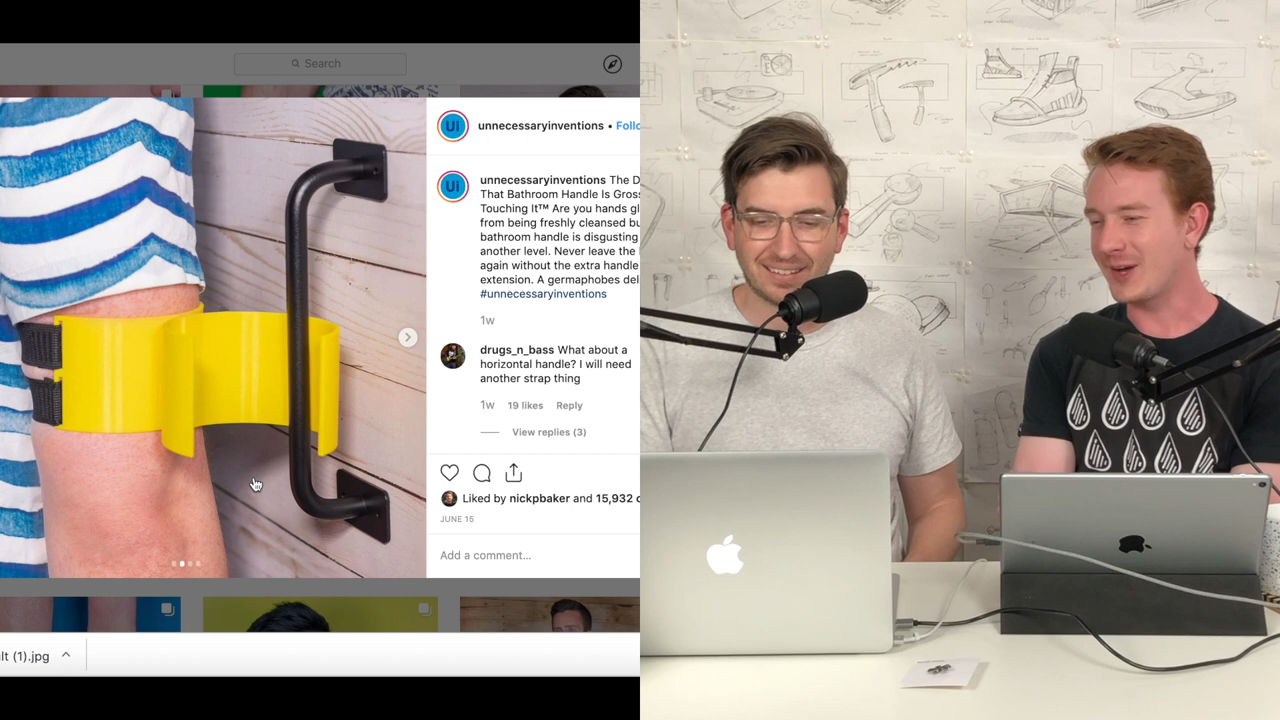 Search
unnecessaryinventions • Follo
unnecessaryinventions The D
That Bathroom Handle Is Gros
Touching It™ Are you hands gl
from being freshly cleansed bu
bathroom handle is disgusting
another level. Never leave the
again without the extra handle
extension. A germaphobes del
#unnecessaryinventions
1w
drugs_n_bass What about a
horizontal handle? I will need
another strap thing
1w 19 likes Reply
View replies (3)
Liked by nickpbaker and 15,932 o
JUNE 15
Add a comment...
lt (1).jpg
Ui
Ui